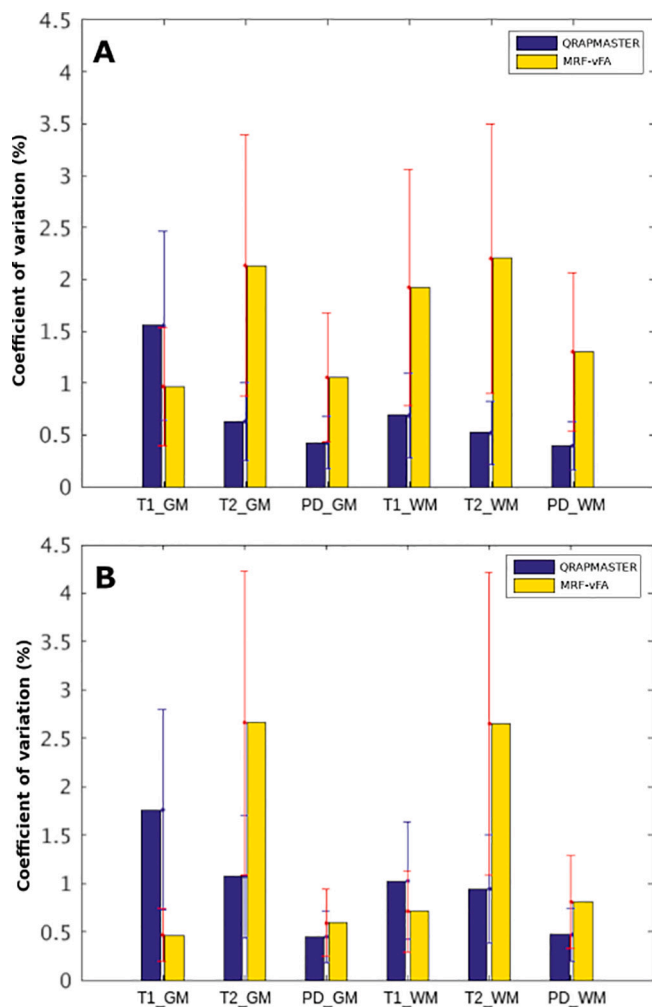 A
QRAPMASTER
MRF-vFA
Coefficient of variation (%)
4.5
4
3.5
3
2.5
2
1.5
1
0.5
0
T1_GM T2_GM PD_GM T1_WM T2_WM PD_WM
B
QRAPMASTER
MRF-vFA
Coefficient of variation (%)
4.5
4
3.5
3
2.5
2
1.5
1
0.5
0
T1_GM T2_GM PD_GM T1_WM T2_WM PD_WM